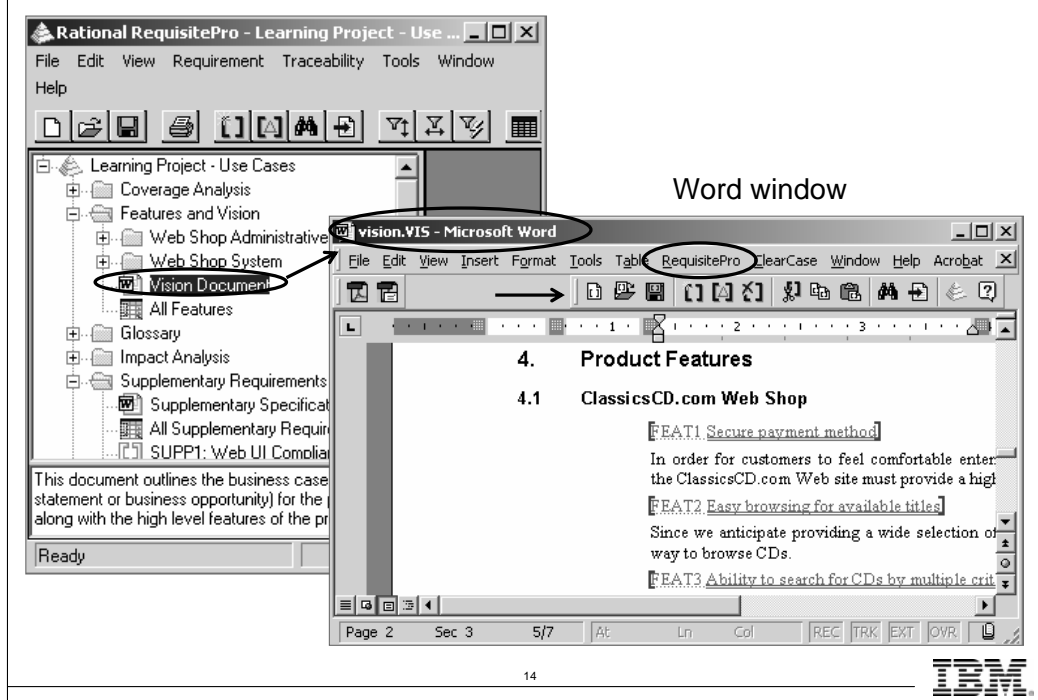 Rational RequisitePro - Learning Project - Use ...
File Edit View Requirement Traceability Tools Window
Help
Learning Project - Use Cases
Coverage Analysis
Features and Vision
Web Shop Administrative
Web Shop System
Vision Document
All Features
Glossary
Impact Analysis
Supplementary Requirements
Supplementary Specificat
All Supplementary Require
SUPP1: Web UI Complian
This document outlines the business case
statement or business opportunity) for the p
along with the high level features of the pr
Ready
Word window
vision.VIS - Microsoft Word
File Edit View Insert Format Tools Table RequisitePro ClearCase Window Help Acrobat
1 2 3
4. Product Features
4.1 ClassicsCD.com Web Shop
[FEAT1 Secure payment method]
In order for customers to feel comfortable enter
the ClassicsCD.com Web site must provide a high
[FEAT2 Easy browsing for available titles]
Since we anticipate providing a wide selection of
way to browse CDs.
[FEAT3 Ability to search for CDs by multiple crit
Page 2 Sec 3 5/7 At Ln Col REC TRK EXT OVR
14
IBM